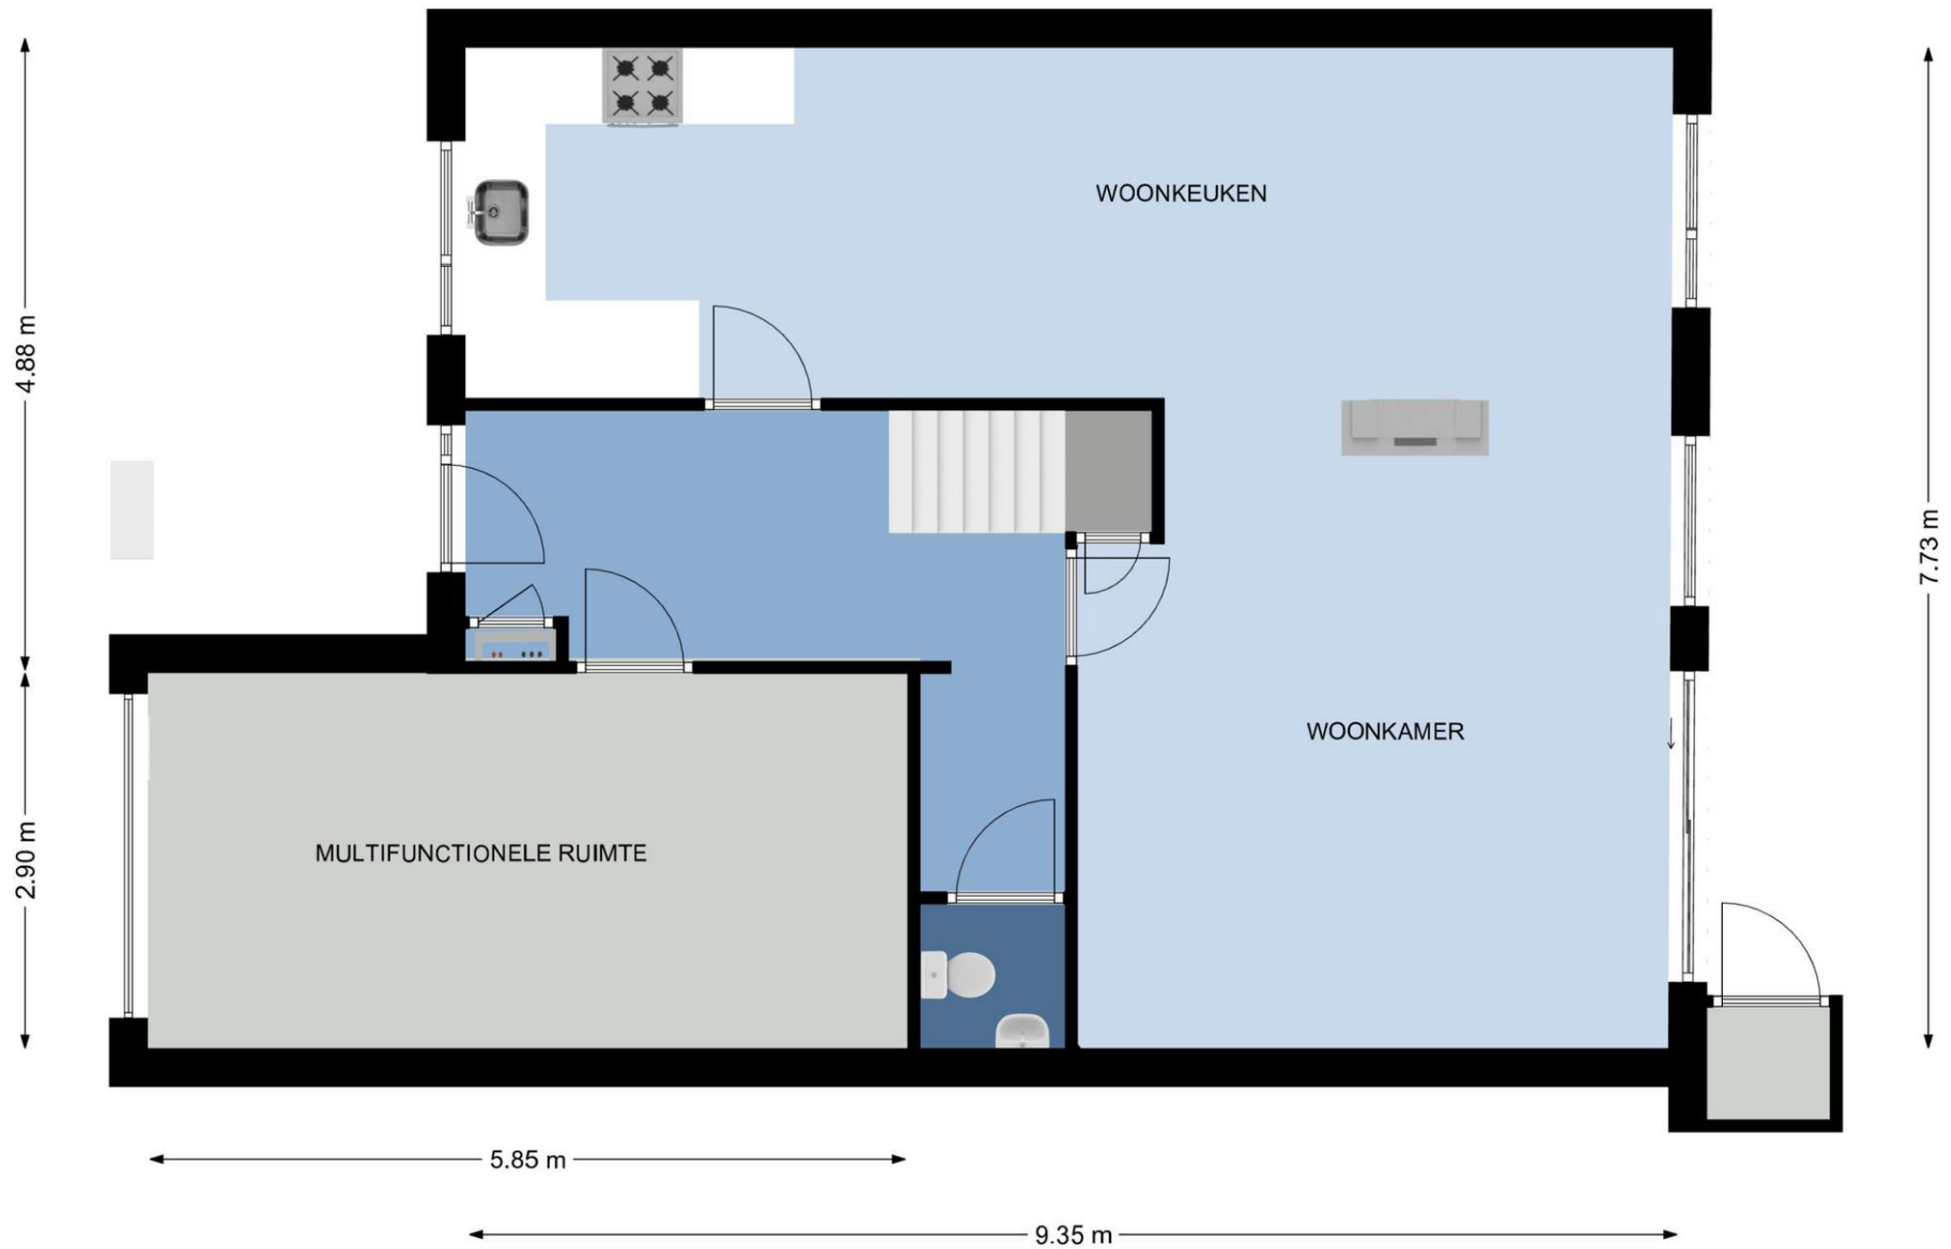 WOONKEUKEN
4.88 m
7.73 m
WOONKAMER
MULTIFUNCTIONELE RUIMTE
2.90 m
5.85 m
9.35 m